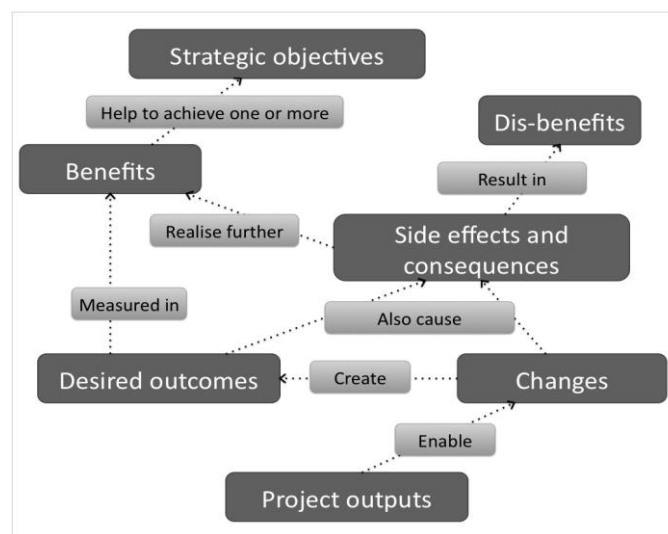 Strategic objectives
Help to achieve one or more
Dis-benefits
Benefits
Result in
Realise further
Side effects and
consequences
Measured in
Also cause
Desired outcomes
Create
Changes
Enable
Project outputs